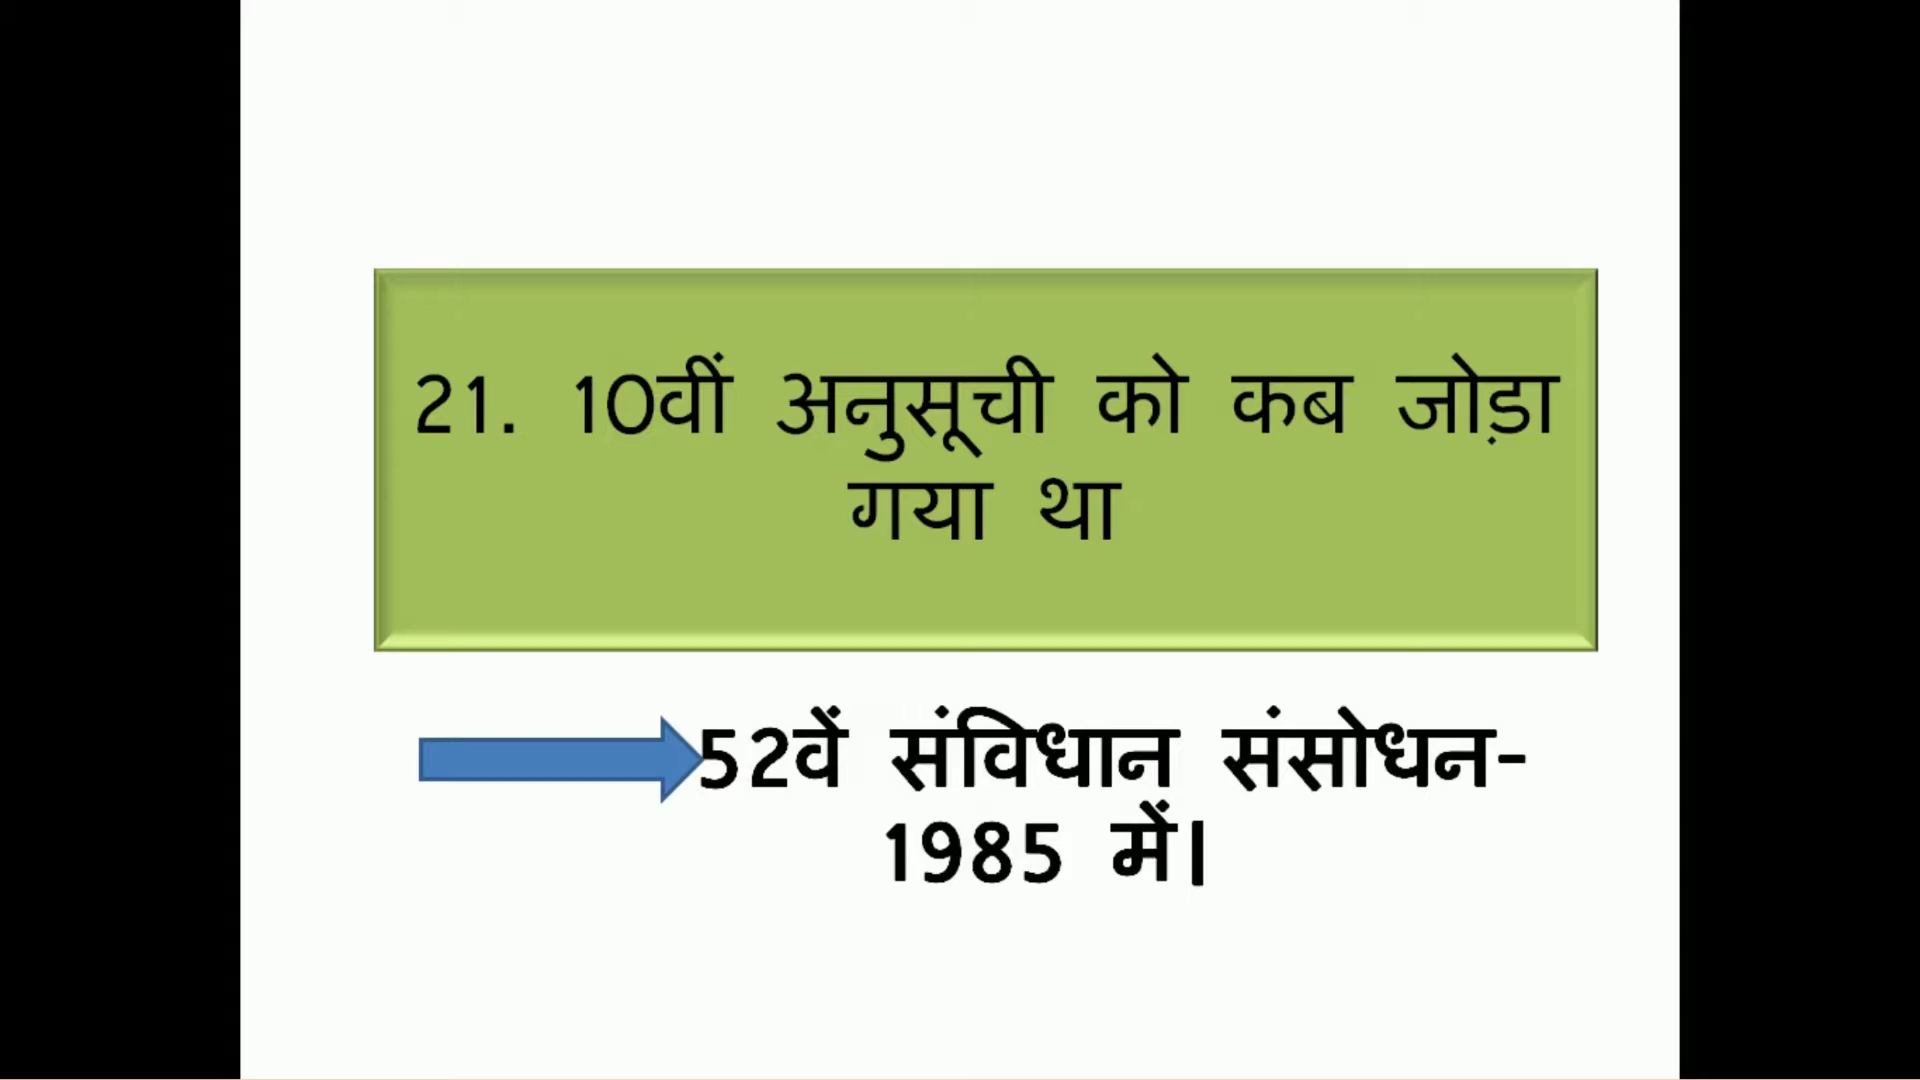 21. 10वीं अनुसूची को कब जोड़ा
गया था
52वें संविधान संसोधन-
1985 में।